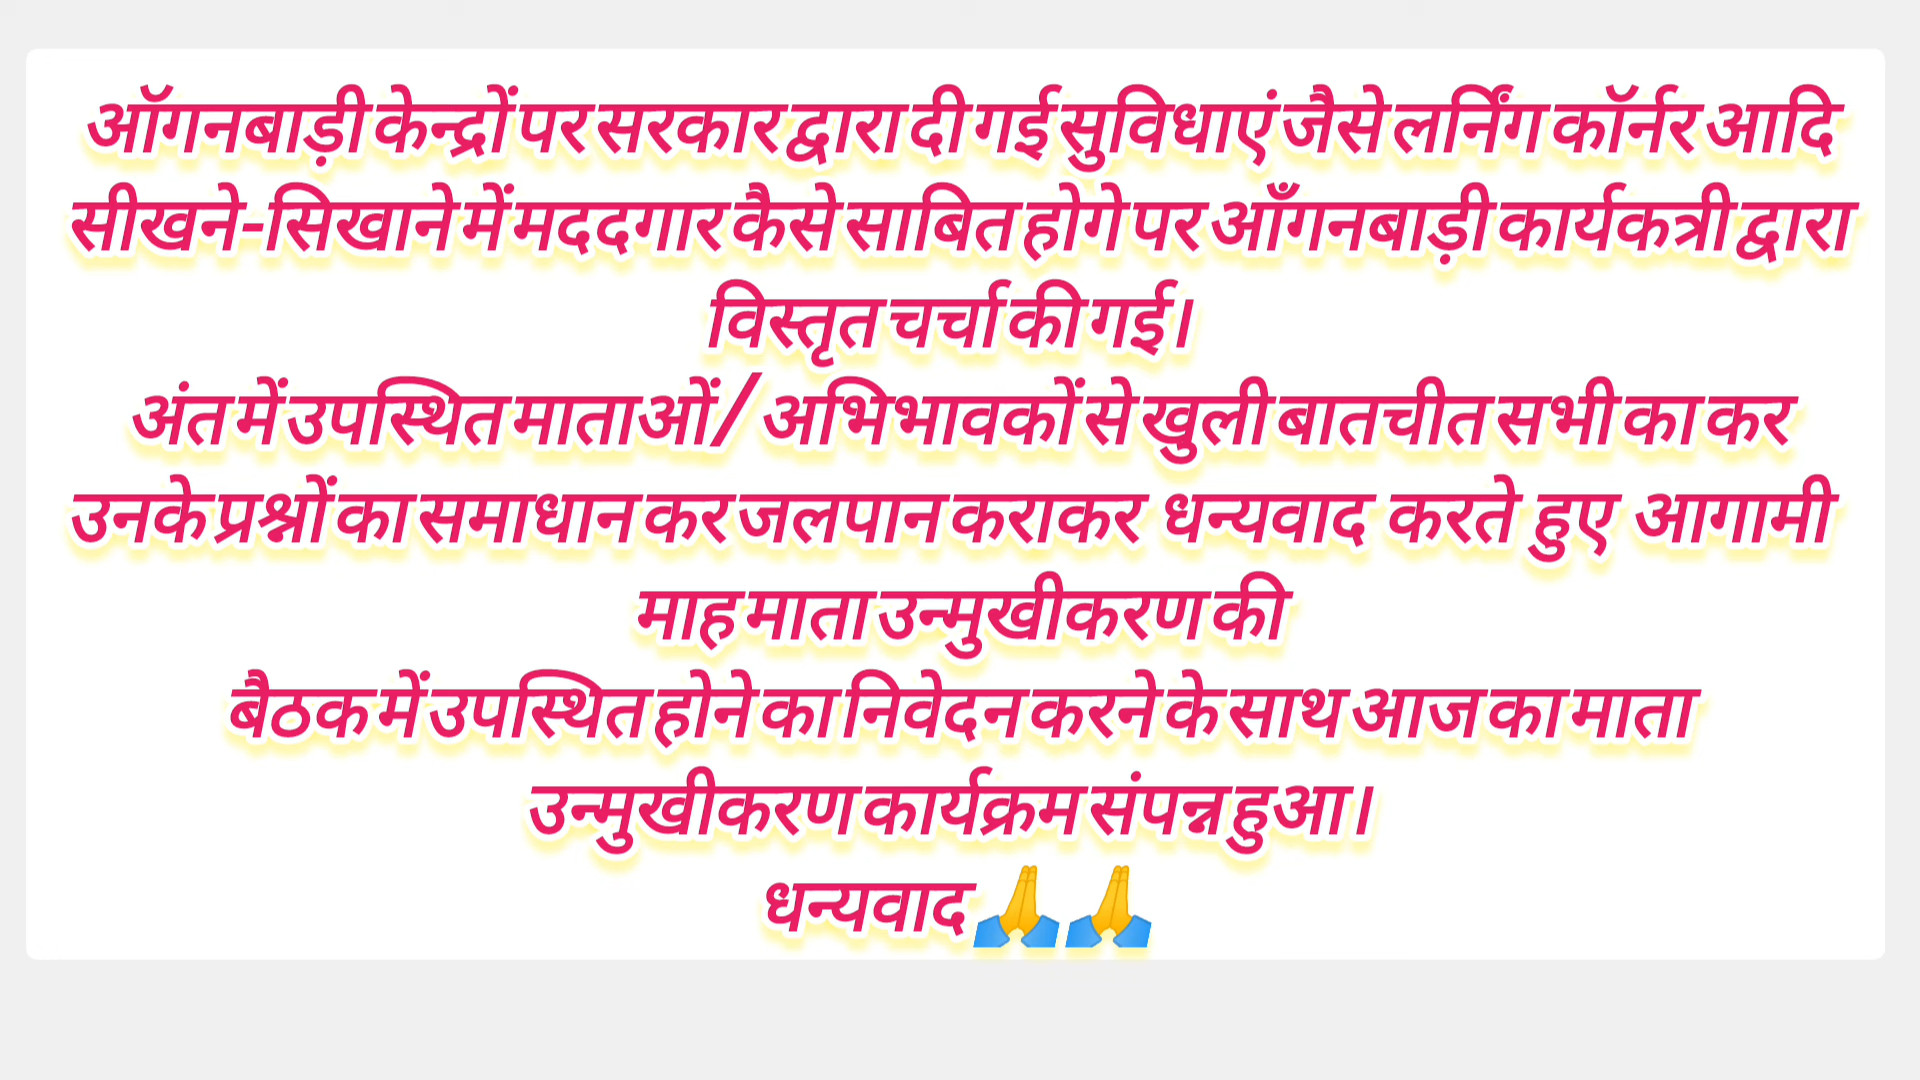 ऑगनबाड़ी केन्द्रों पर सरकार द्वारा दी गई सुविधाएं जैसे लर्निंग कॉर्नर आदि
सीखने-सिखाने में मददगार कैसे साबित होगे पर आँगनबाड़ी कार्यकत्री द्वारा
विस्तृत चर्चा की गई।
अंत में उपस्थित माताओं/ अभिभावकों से खुली बातचीत सभी का कर
उनके प्रश्नों का समाधान कर जलपान कराकर धन्यवाद करते हुए आगामी
माह माता उन्मुखीकरण की
बैठक में उपस्थित होने का निवेदन करने के साथ आज का माता
उन्मुखीकरण कार्यक्रम संपन्न हुआ।
धन्यवाद 🙏🙏